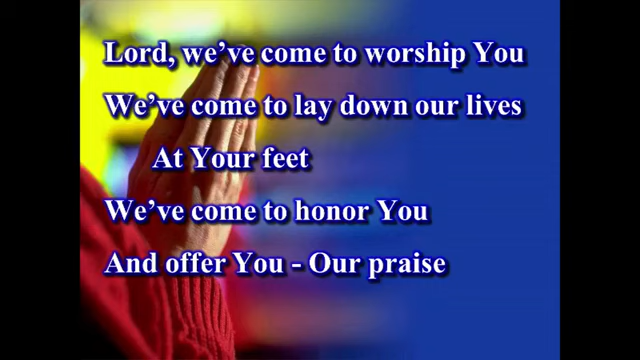 Lord, we've come to worship You
We've come to lay down our lives
At Your feet
We've come to honor You
And offer You - Our praise